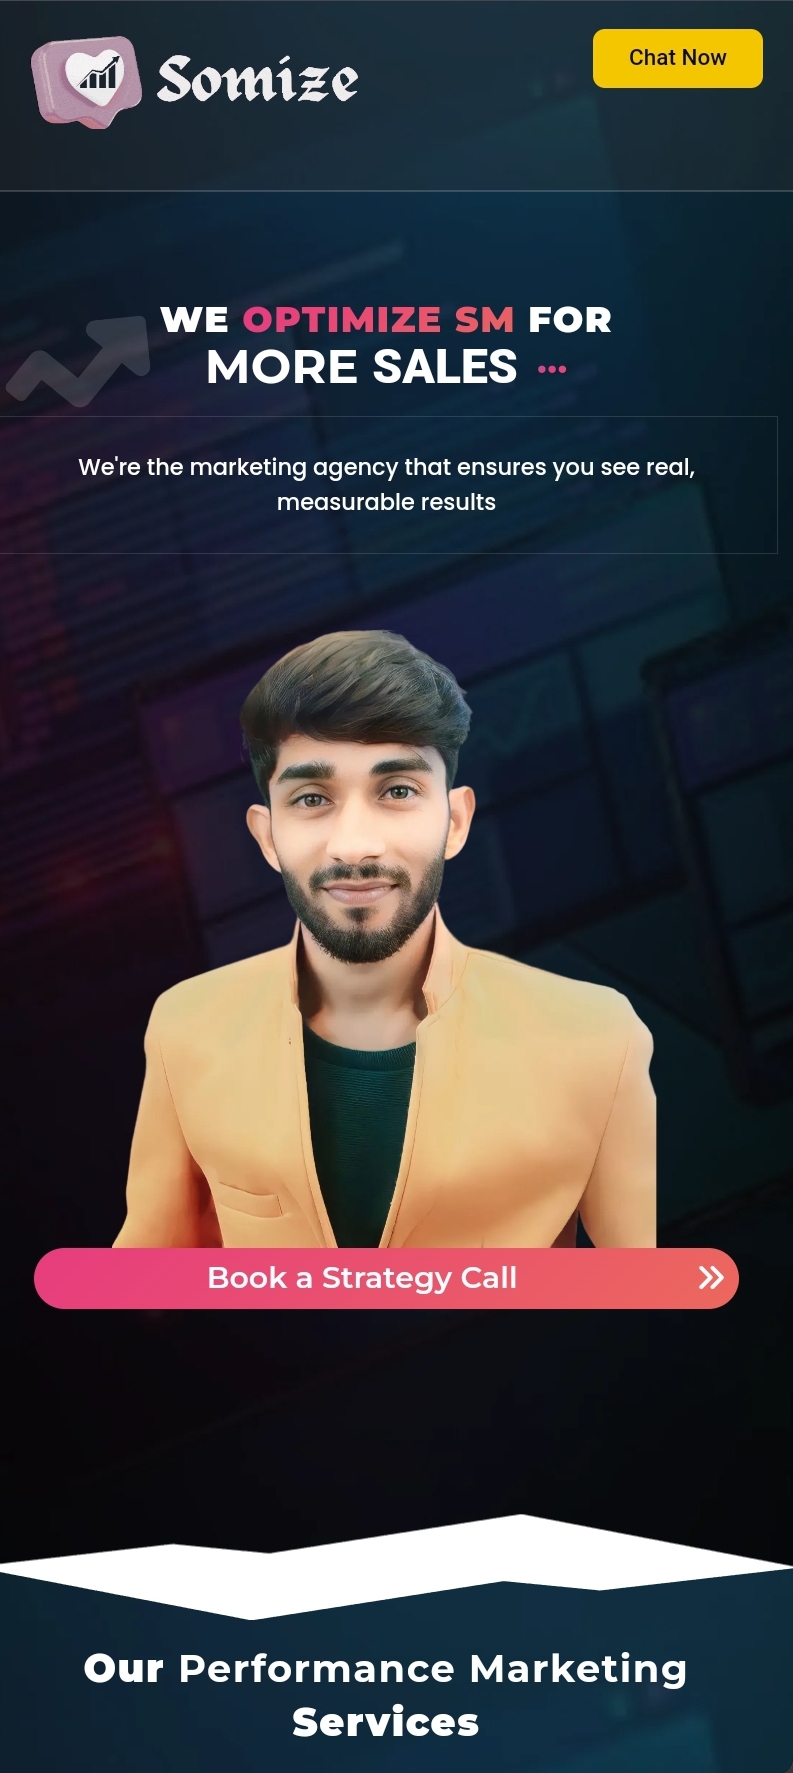 Somize
Chat Now
WE OPTIMIZE SM FOR
MORE SALES
We're the marketing agency that ensures you see real,
measurable results
Book a Strategy Call
Our Performance Marketing
Services